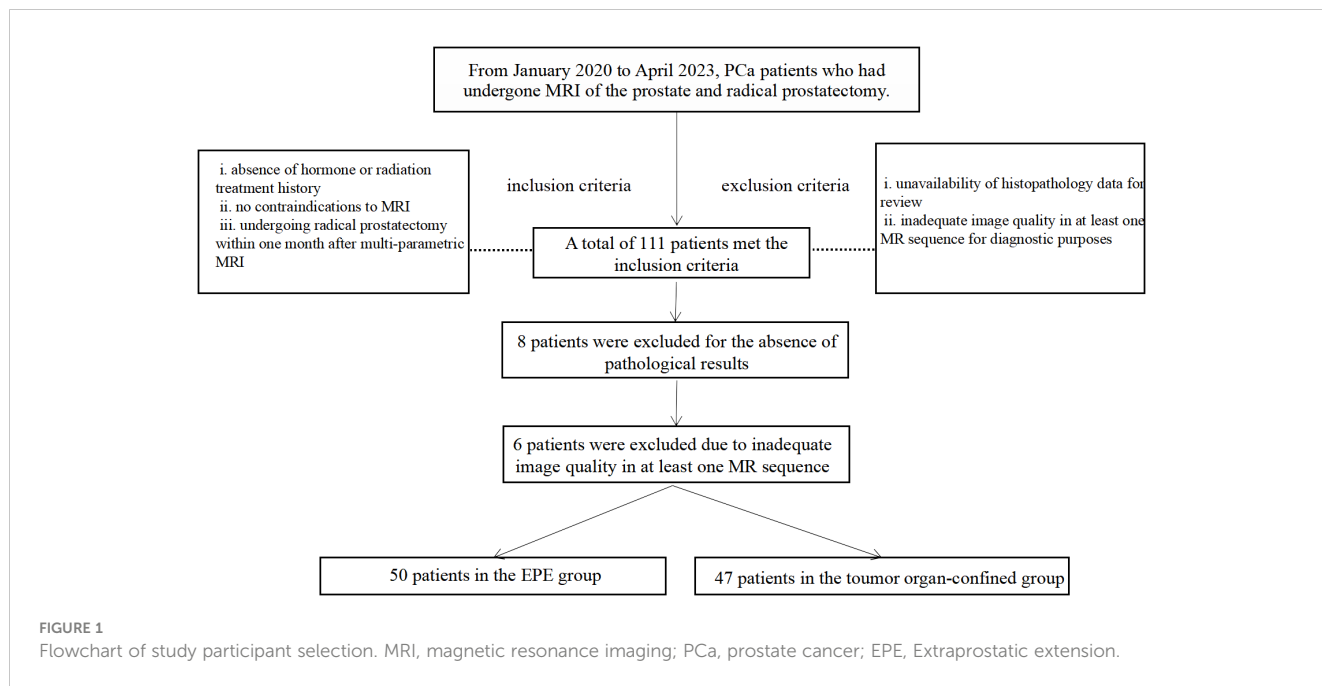 From January 2020 to April 2023, PCa patients who had
undergone MRI of the prostate and radical prostatectomy.
i. absence of hormone or radiation
treatment history
ii. no contraindications to MRI
iii. undergoing radical prostatectomy
within one month after multi-parametric
MRI
inclusion criteria
exclusion criteria
i. unavailability of histopathology data for
review
ii. inadequate image quality in at least one
MR sequence for diagnostic purposes
A total of 111 patients met the
inclusion criteria
8 patients were excluded for the absence of
pathological results
6 patients were excluded due to inadequate
image quality in at least one MR sequence
50 patients in the EPE group
47 patients in the toumor organ-confined group
FIGURE 1
Flowchart of study participant selection. MRI, magnetic resonance imaging; PCa, prostate cancer; EPE, Extraprostatic extension.